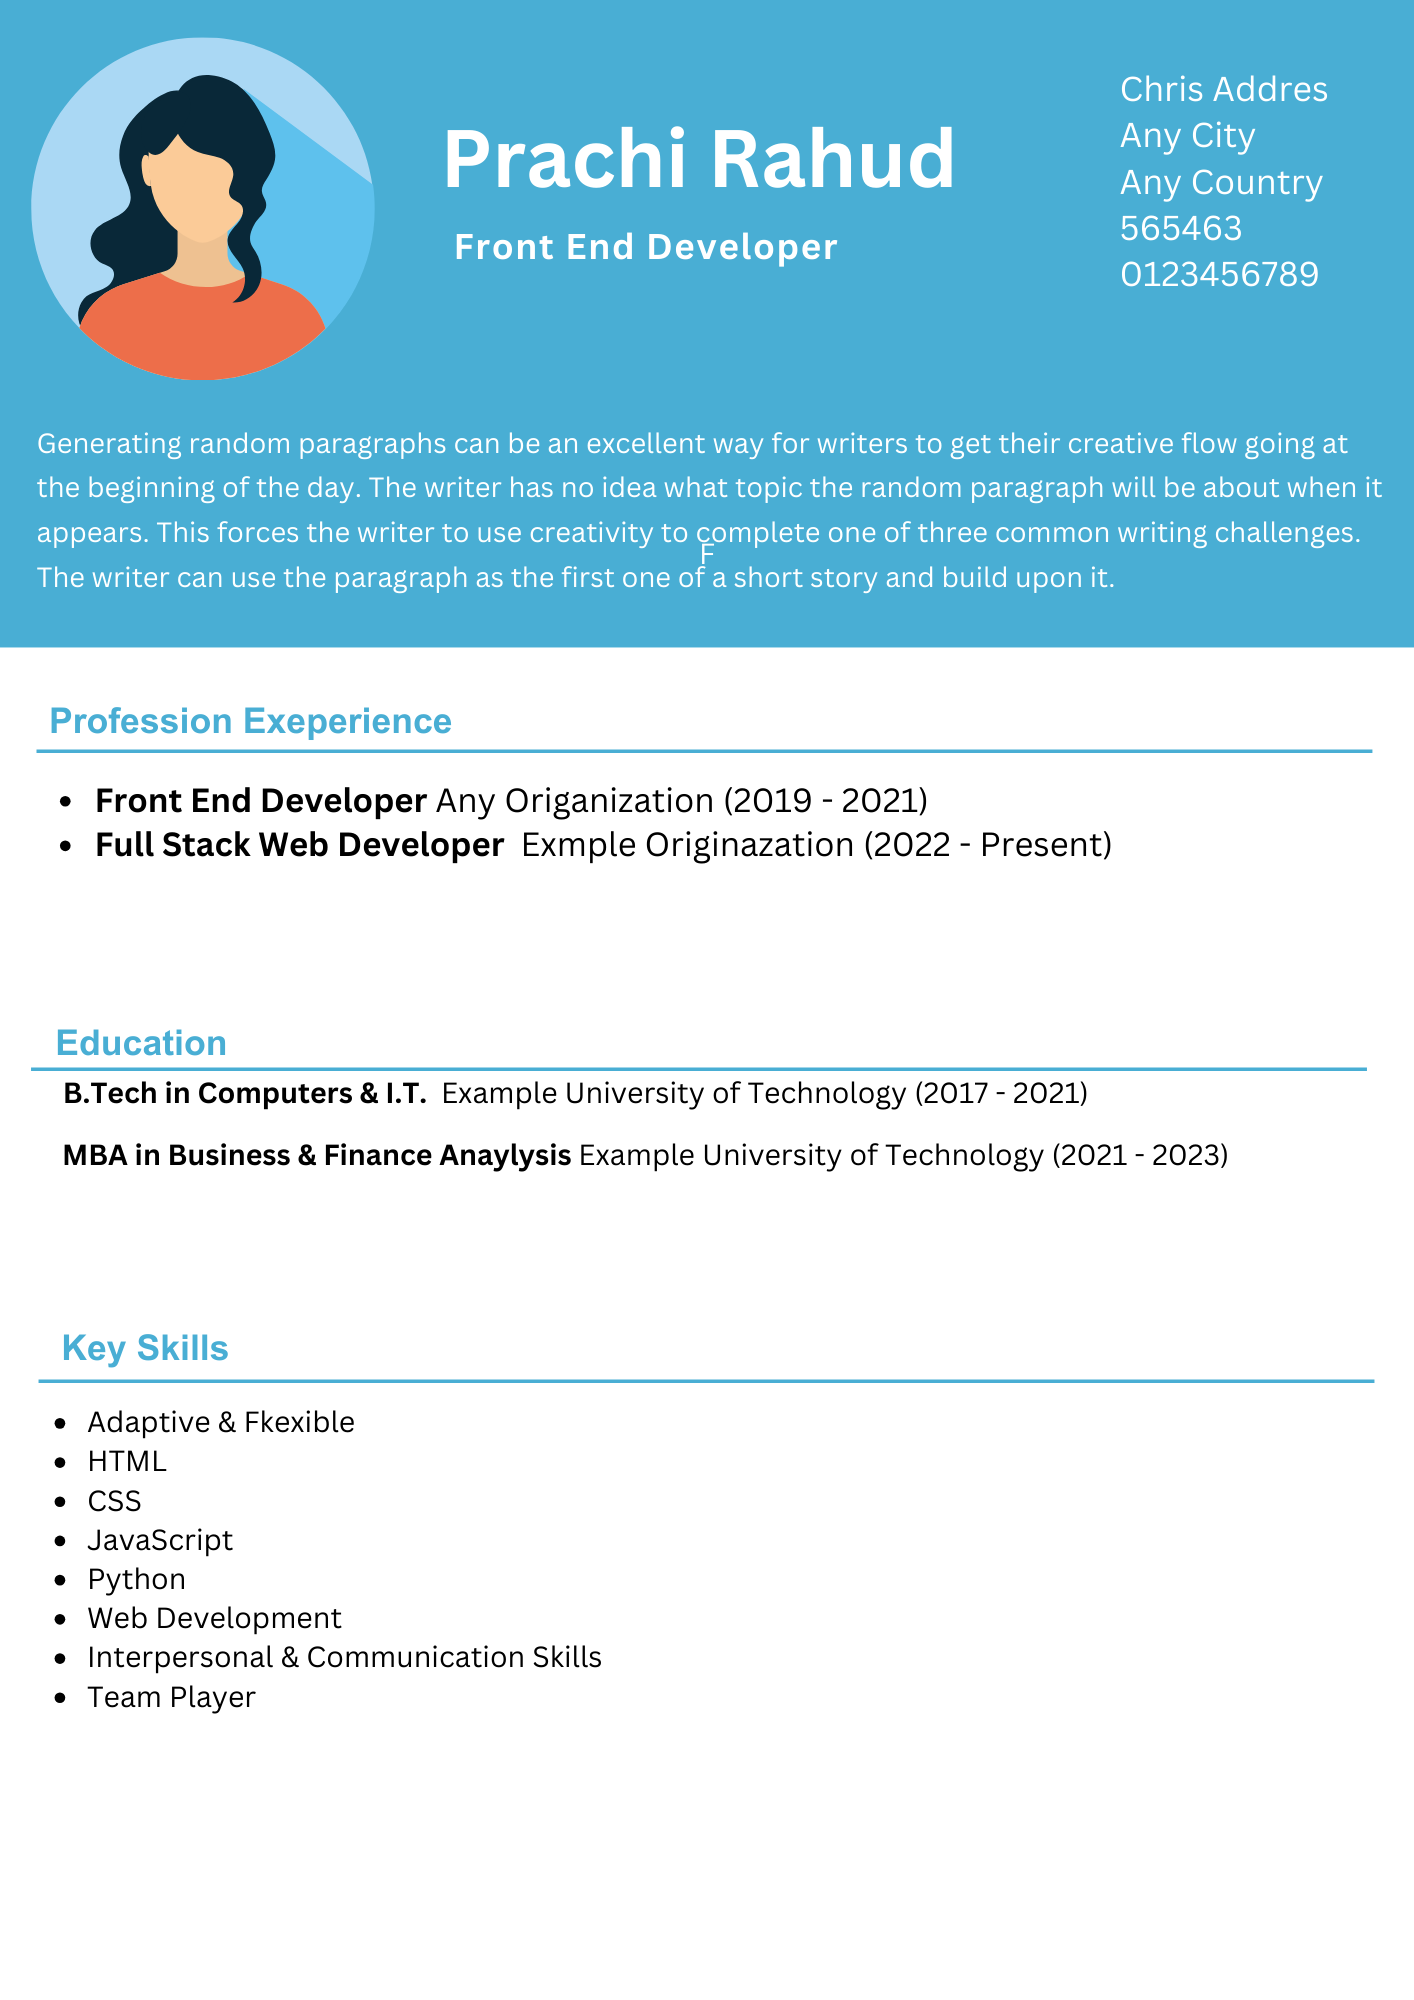 Prachi Rahud
Front End Developer
Chris Addres
Any City
Any Country
565463
0123456789
Generating random paragraphs can be an excellent way for writers to get their creative flow going at
the beginning of the day. The writer has no idea what topic the random paragraph will be about when it
appears. This forces the writer to use creativity to complete one of three common writing challenges.
F
The writer can use the paragraph as the first one of a short story and build upon it.
Profession Exeperience
• Front End Developer Any Origanization (2019 - 2021)
• Full Stack Web Developer Exmple Originazation (2022 - Present)
Education
B.Tech in Computers & I.T. Example University of Technology (2017 - 2021)
MBA in Business & Finance Anaylysis Example University of Technology (2021 - 2023)
Key Skills
• Adaptive & Fkexible
• HTML
• CSS
• JavaScript
• Python
• Web Development
• Interpersonal & Communication Skills
• Team Player